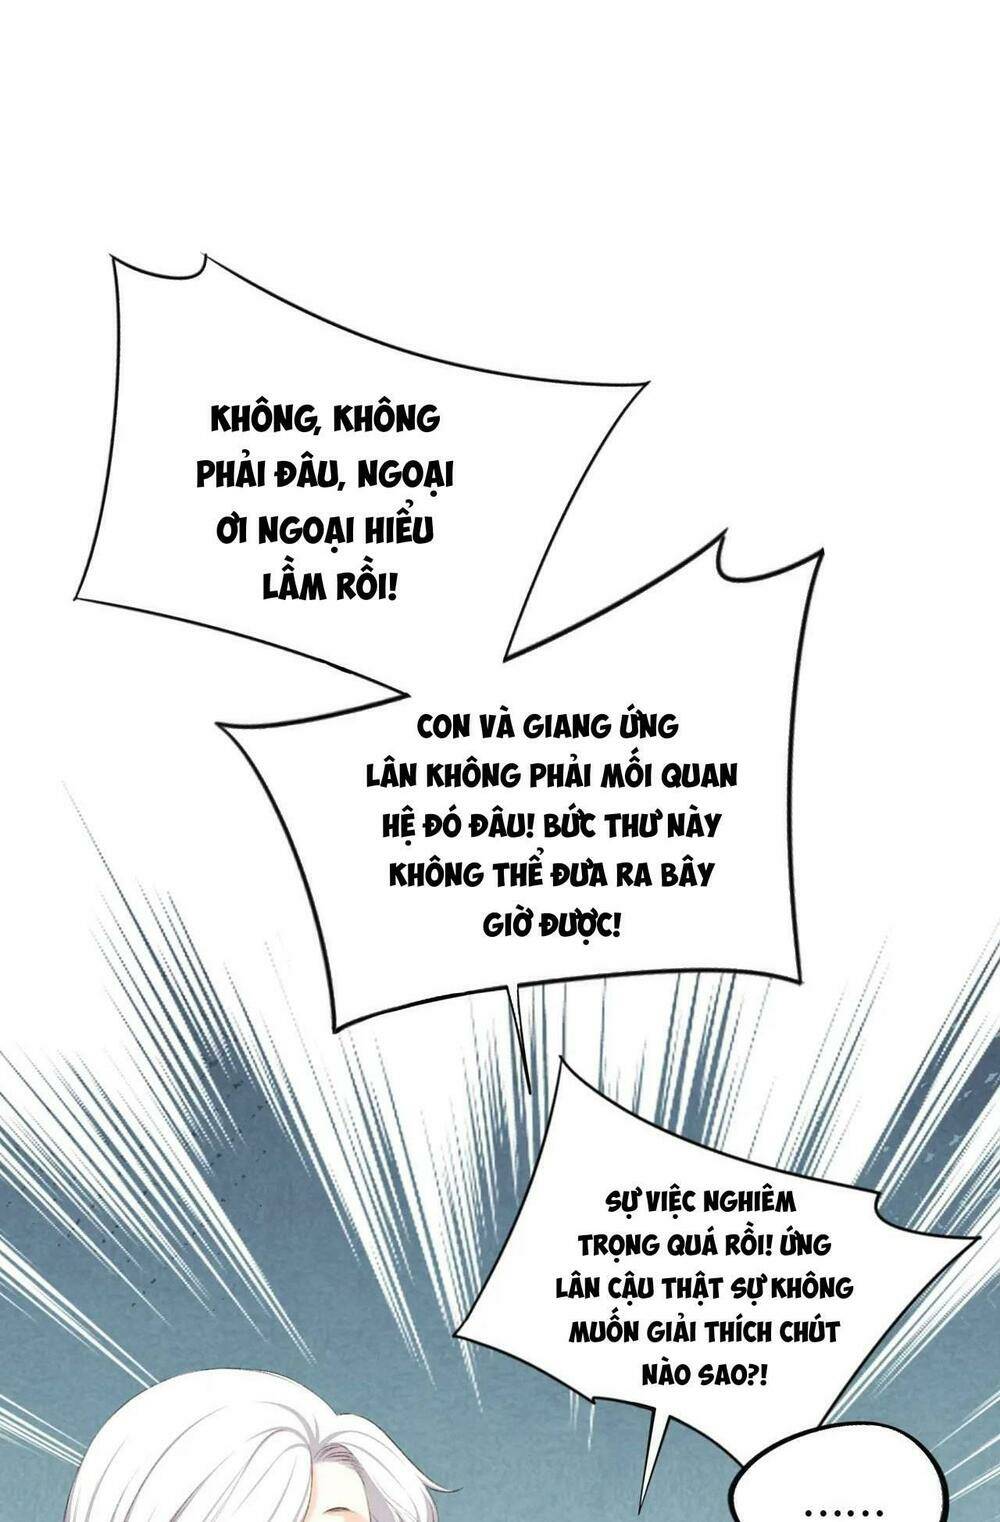 KHÔNG, KHÔNG
PHẢI ĐÂU, NGOẠI
ƠI NGOẠI HIỂU
LẦM RỒI!
CON VÀ GIANG ỨNG
LÂN KHÔNG PHẢI MỐI QUAN
HỆ ĐÓ ĐÂU! BỨC THƯ NÀY
KHÔNG THỂ ĐƯA RA BÂY
GIỜ ĐƯỢC!
SỰ VIỆC NGHIÊM
TRỌNG QUÁ RỒI! ỨNG
LÂN CẬU THẬT SỰ KHÔNG
MUỐN GIẢI THÍCH CHÚT
NÀO SAO?!
......